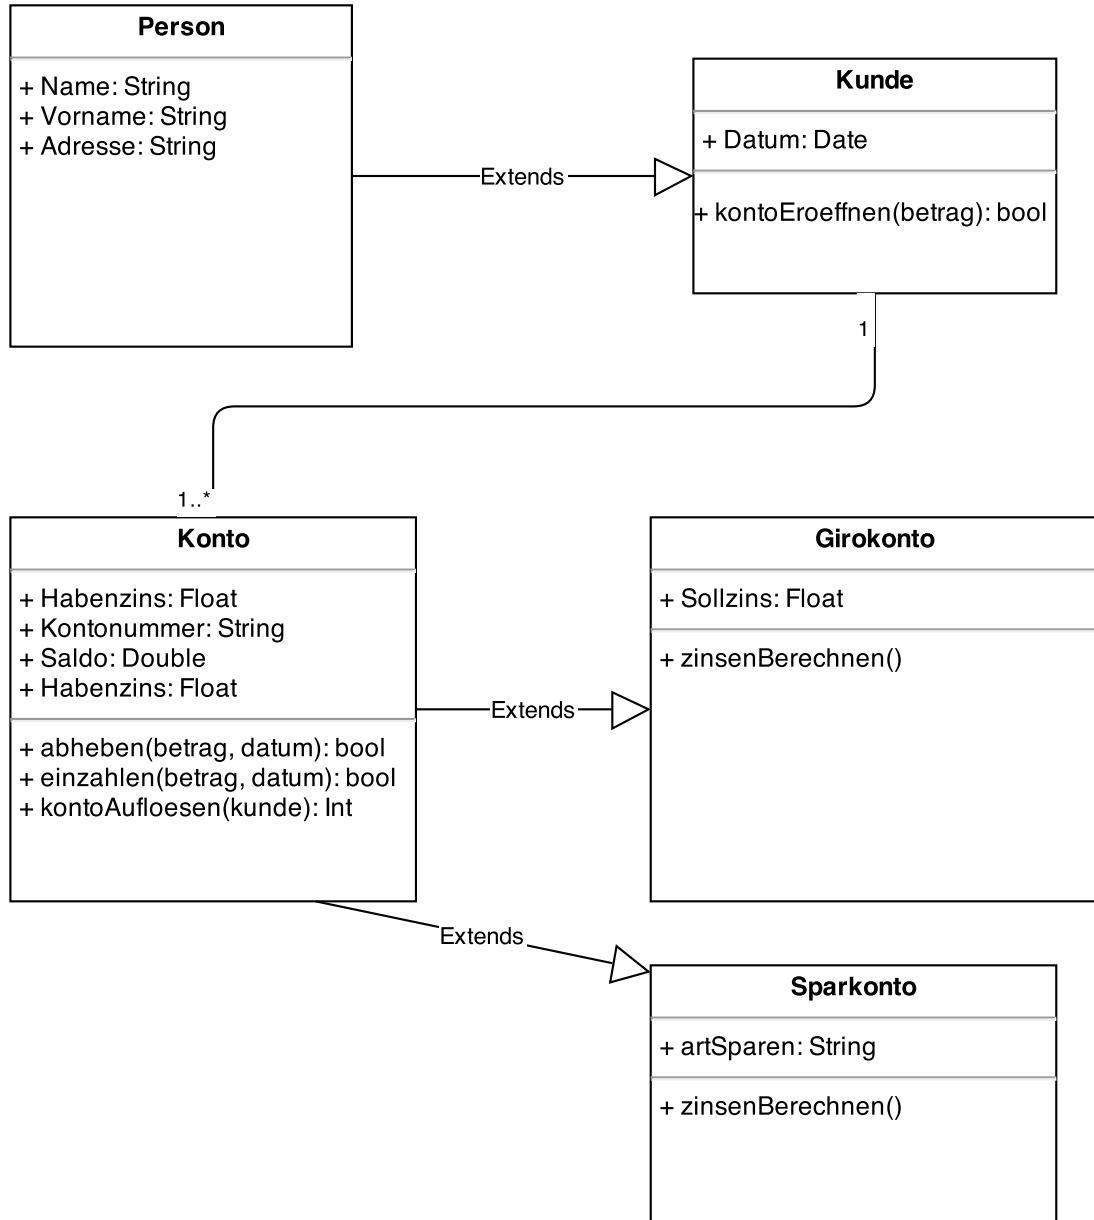 Person
+ Name: String
+ Vorname: String
+ Adresse: String
Extends
Kunde
+ Datum: Date
+ kontoEroeffnen(betrag): bool
1
1..*
Konto
+ Habenzins: Float
+ Kontonummer: String
+ Saldo: Double
+ Habenzins: Float
+ abheben(betrag, datum): bool
+ einzahlen(betrag, datum): bool
+ kontoAufloesen(kunde): Int
Extends
Girokonto
+ Sollzins: Float
+ zinsenBerechnen()
Extends
Sparkonto
+ artSparen: String
+ zinsenBerechnen()